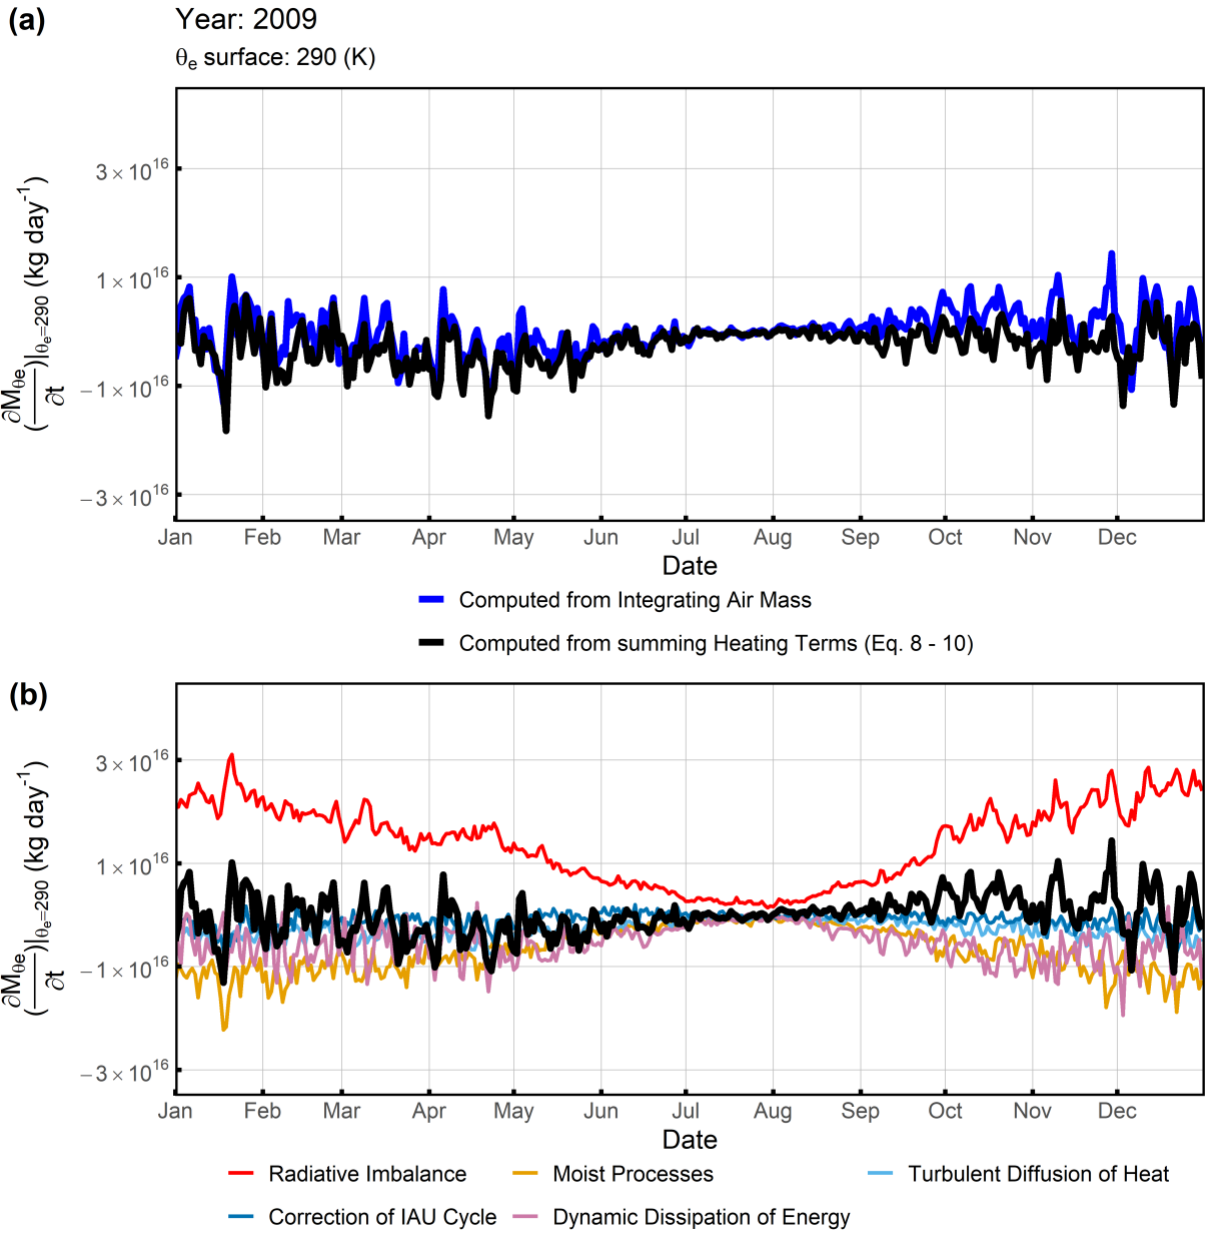 (a)
Year: 2009
θe surface: 290 (K)
(∂Mθe/∂t)|θe=290 (kg day-1)
3 × 10^16
1 × 10^16
−1 × 10^16
−3 × 10^16
Jan Feb Mar Apr May Jun Jul Aug Sep Oct Nov Dec
Date
Computed from Integrating Air Mass
Computed from summing Heating Terms (Eq. 8 - 10)
(b)
(∂Mθe/∂t)|θe=290 (kg day-1)
3 × 10^16
1 × 10^16
−1 × 10^16
−3 × 10^16
Jan Feb Mar Apr May Jun Jul Aug Sep Oct Nov Dec
Date
Radiative Imbalance Moist Processes Turbulent Diffusion of Heat
Correction of IAU Cycle Dynamic Dissipation of Energy